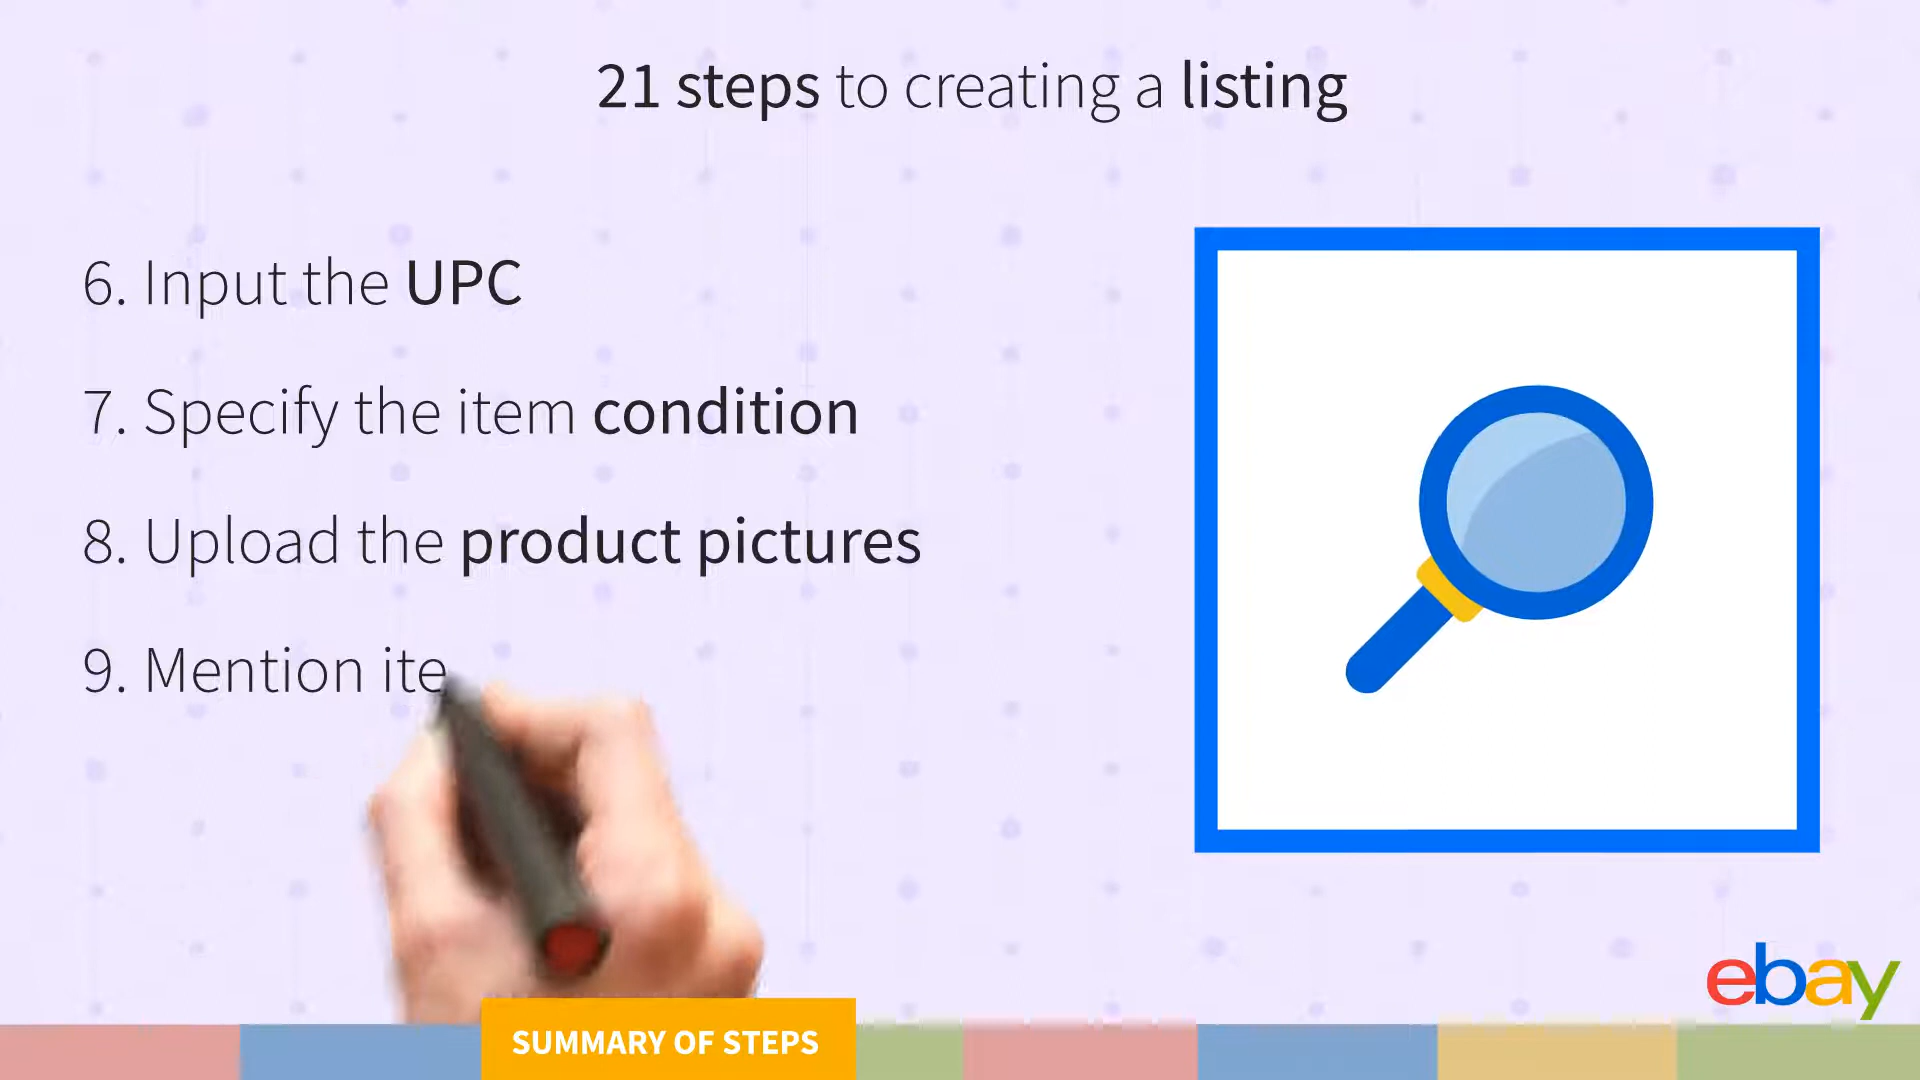 21 steps to creating a listing
6. Input the UPC
7. Specify the item condition
8. Upload the product pictures
9. Mention ite
ebay
SUMMARY OF STEPS